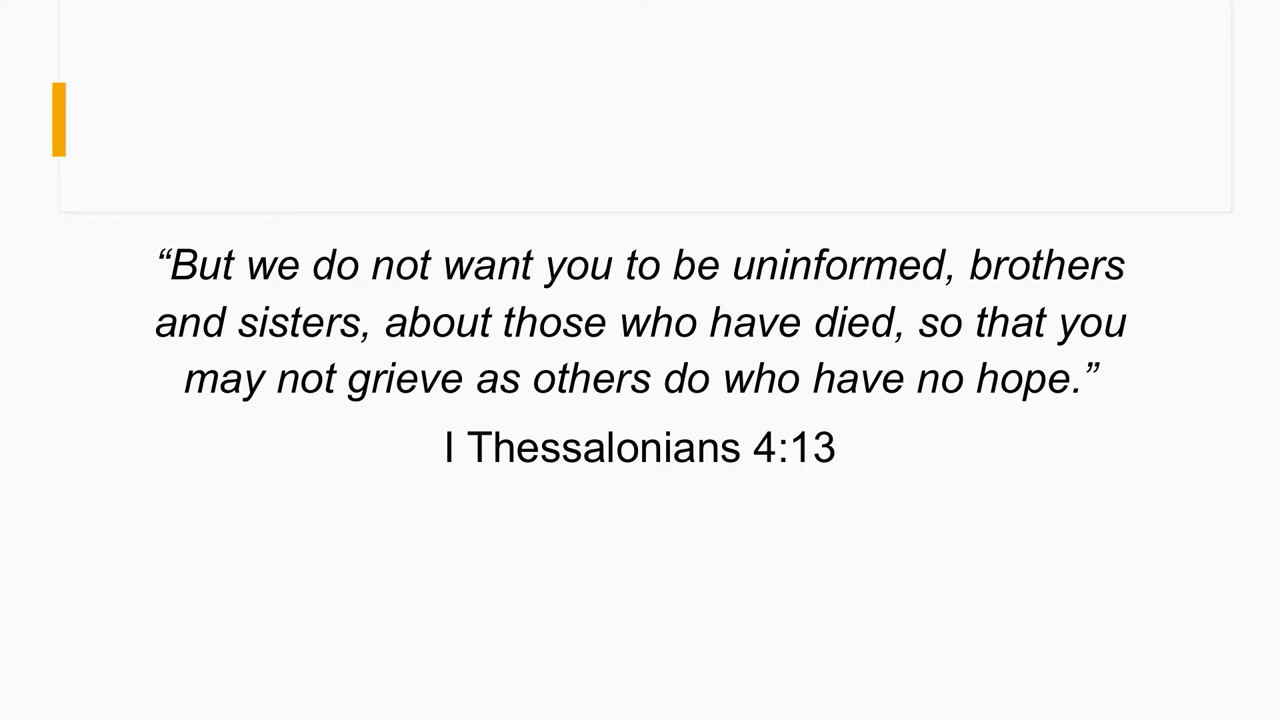 “But we do not want you to be uninformed, brothers
and sisters, about those who have died, so that you
may not grieve as others do who have no hope.”
I Thessalonians 4:13